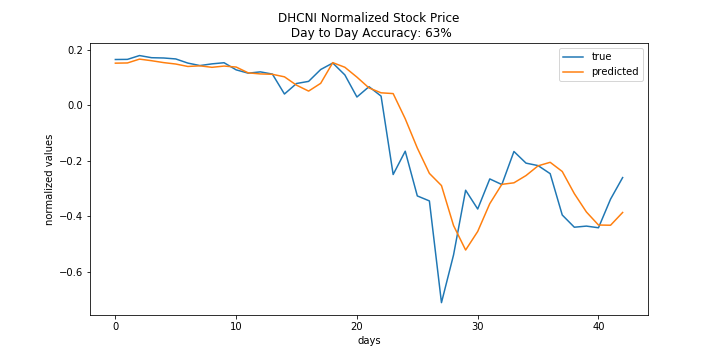 DHCNI Normalized Stock Price
Day to Day Accuracy: 63%
true
predicted
normalized values
0.2
0.0
−0.2
−0.4
−0.6
0 10 20 30 40
days